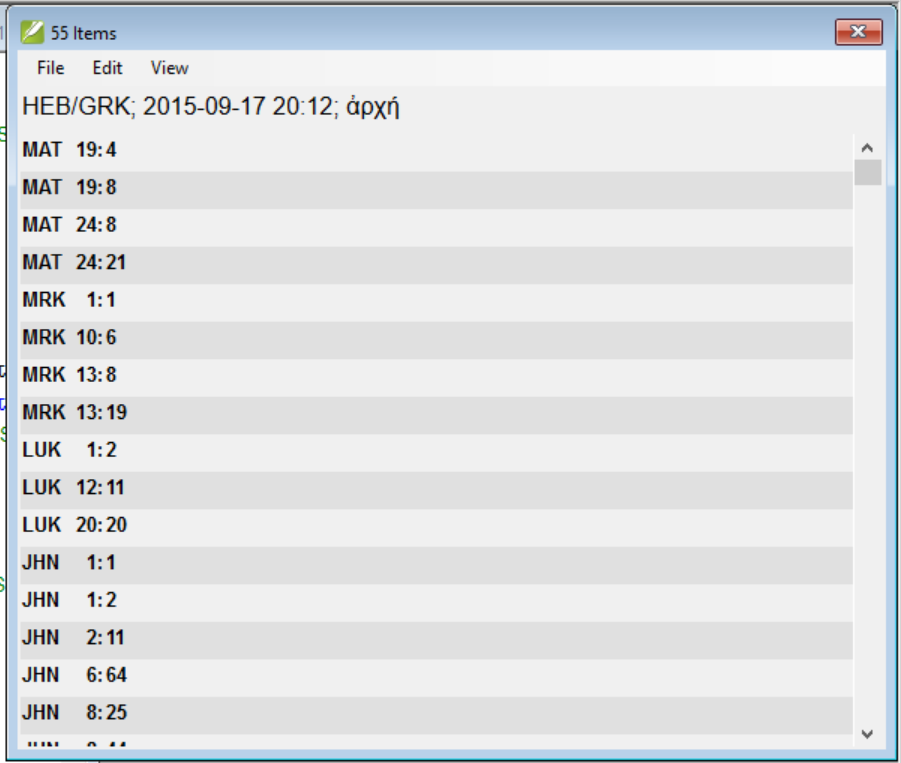 55 Items
File Edit View
HEB/GRK; 2015-09-17 20:12; ἀρχή
MAT 19:4
MAT 19:8
MAT 24:8
MAT 24:21
MRK 1:1
MRK 10:6
MRK 13:8
MRK 13:19
LUK 1:2
LUK 12:11
LUK 20:20
JHN 1:1
JHN 1:2
JHN 2:11
JHN 6:64
JHN 8:25